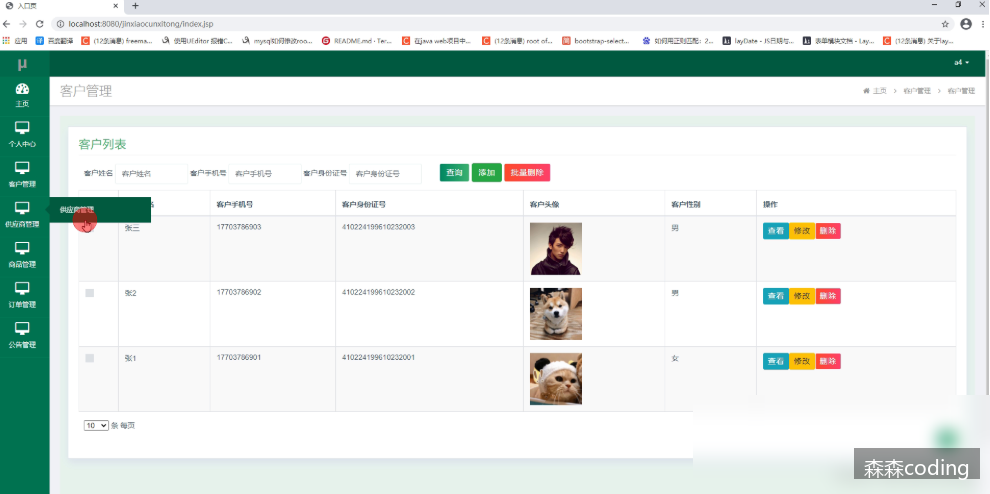 入口页
localhost:8080/jinxiaocunxitong/index.jsp
应用 百度翻译 (12条消息) freema... 使用UEditor 报错C... mysql如何修改roo... README.md · Ter... 在java web项目中... (12条消息) root of... bootstrap-select... 如何用正则匹配：2... layDate - JS日期与... 表单模块文档 - Lay... (12条消息) 关于lay...
μ
a4
主页
个人中心
客户管理
供应商管理
商品管理
订单管理
公告管理
供应商管理
客户管理
主页 > 客户管理 > 客户管理
客户列表
客户姓名 客户姓名 客户手机号 客户手机号 客户身份证号 客户身份证号 查询 添加 批量删除
客户手机号 客户身份证号 客户头像 客户性别 操作
张三 17703786903 410224199610232003 男 查看 修改 删除
张2 17703786902 410224199610232002 男 查看 修改 删除
张1 17703786901 410224199610232001 女 查看 修改 删除
10 条 每页
森森coding